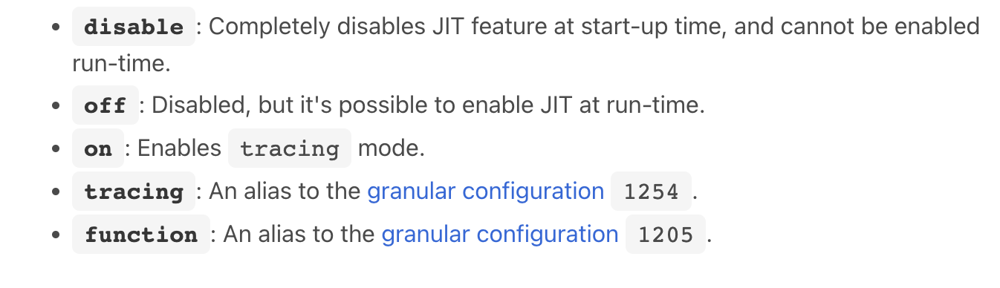 • disable: Completely disables JIT feature at start-up time, and cannot be enabled
run-time.
• off: Disabled, but it's possible to enable JIT at run-time.
• on: Enables tracing mode.
• tracing: An alias to the granular configuration 1254.
• function: An alias to the granular configuration 1205.